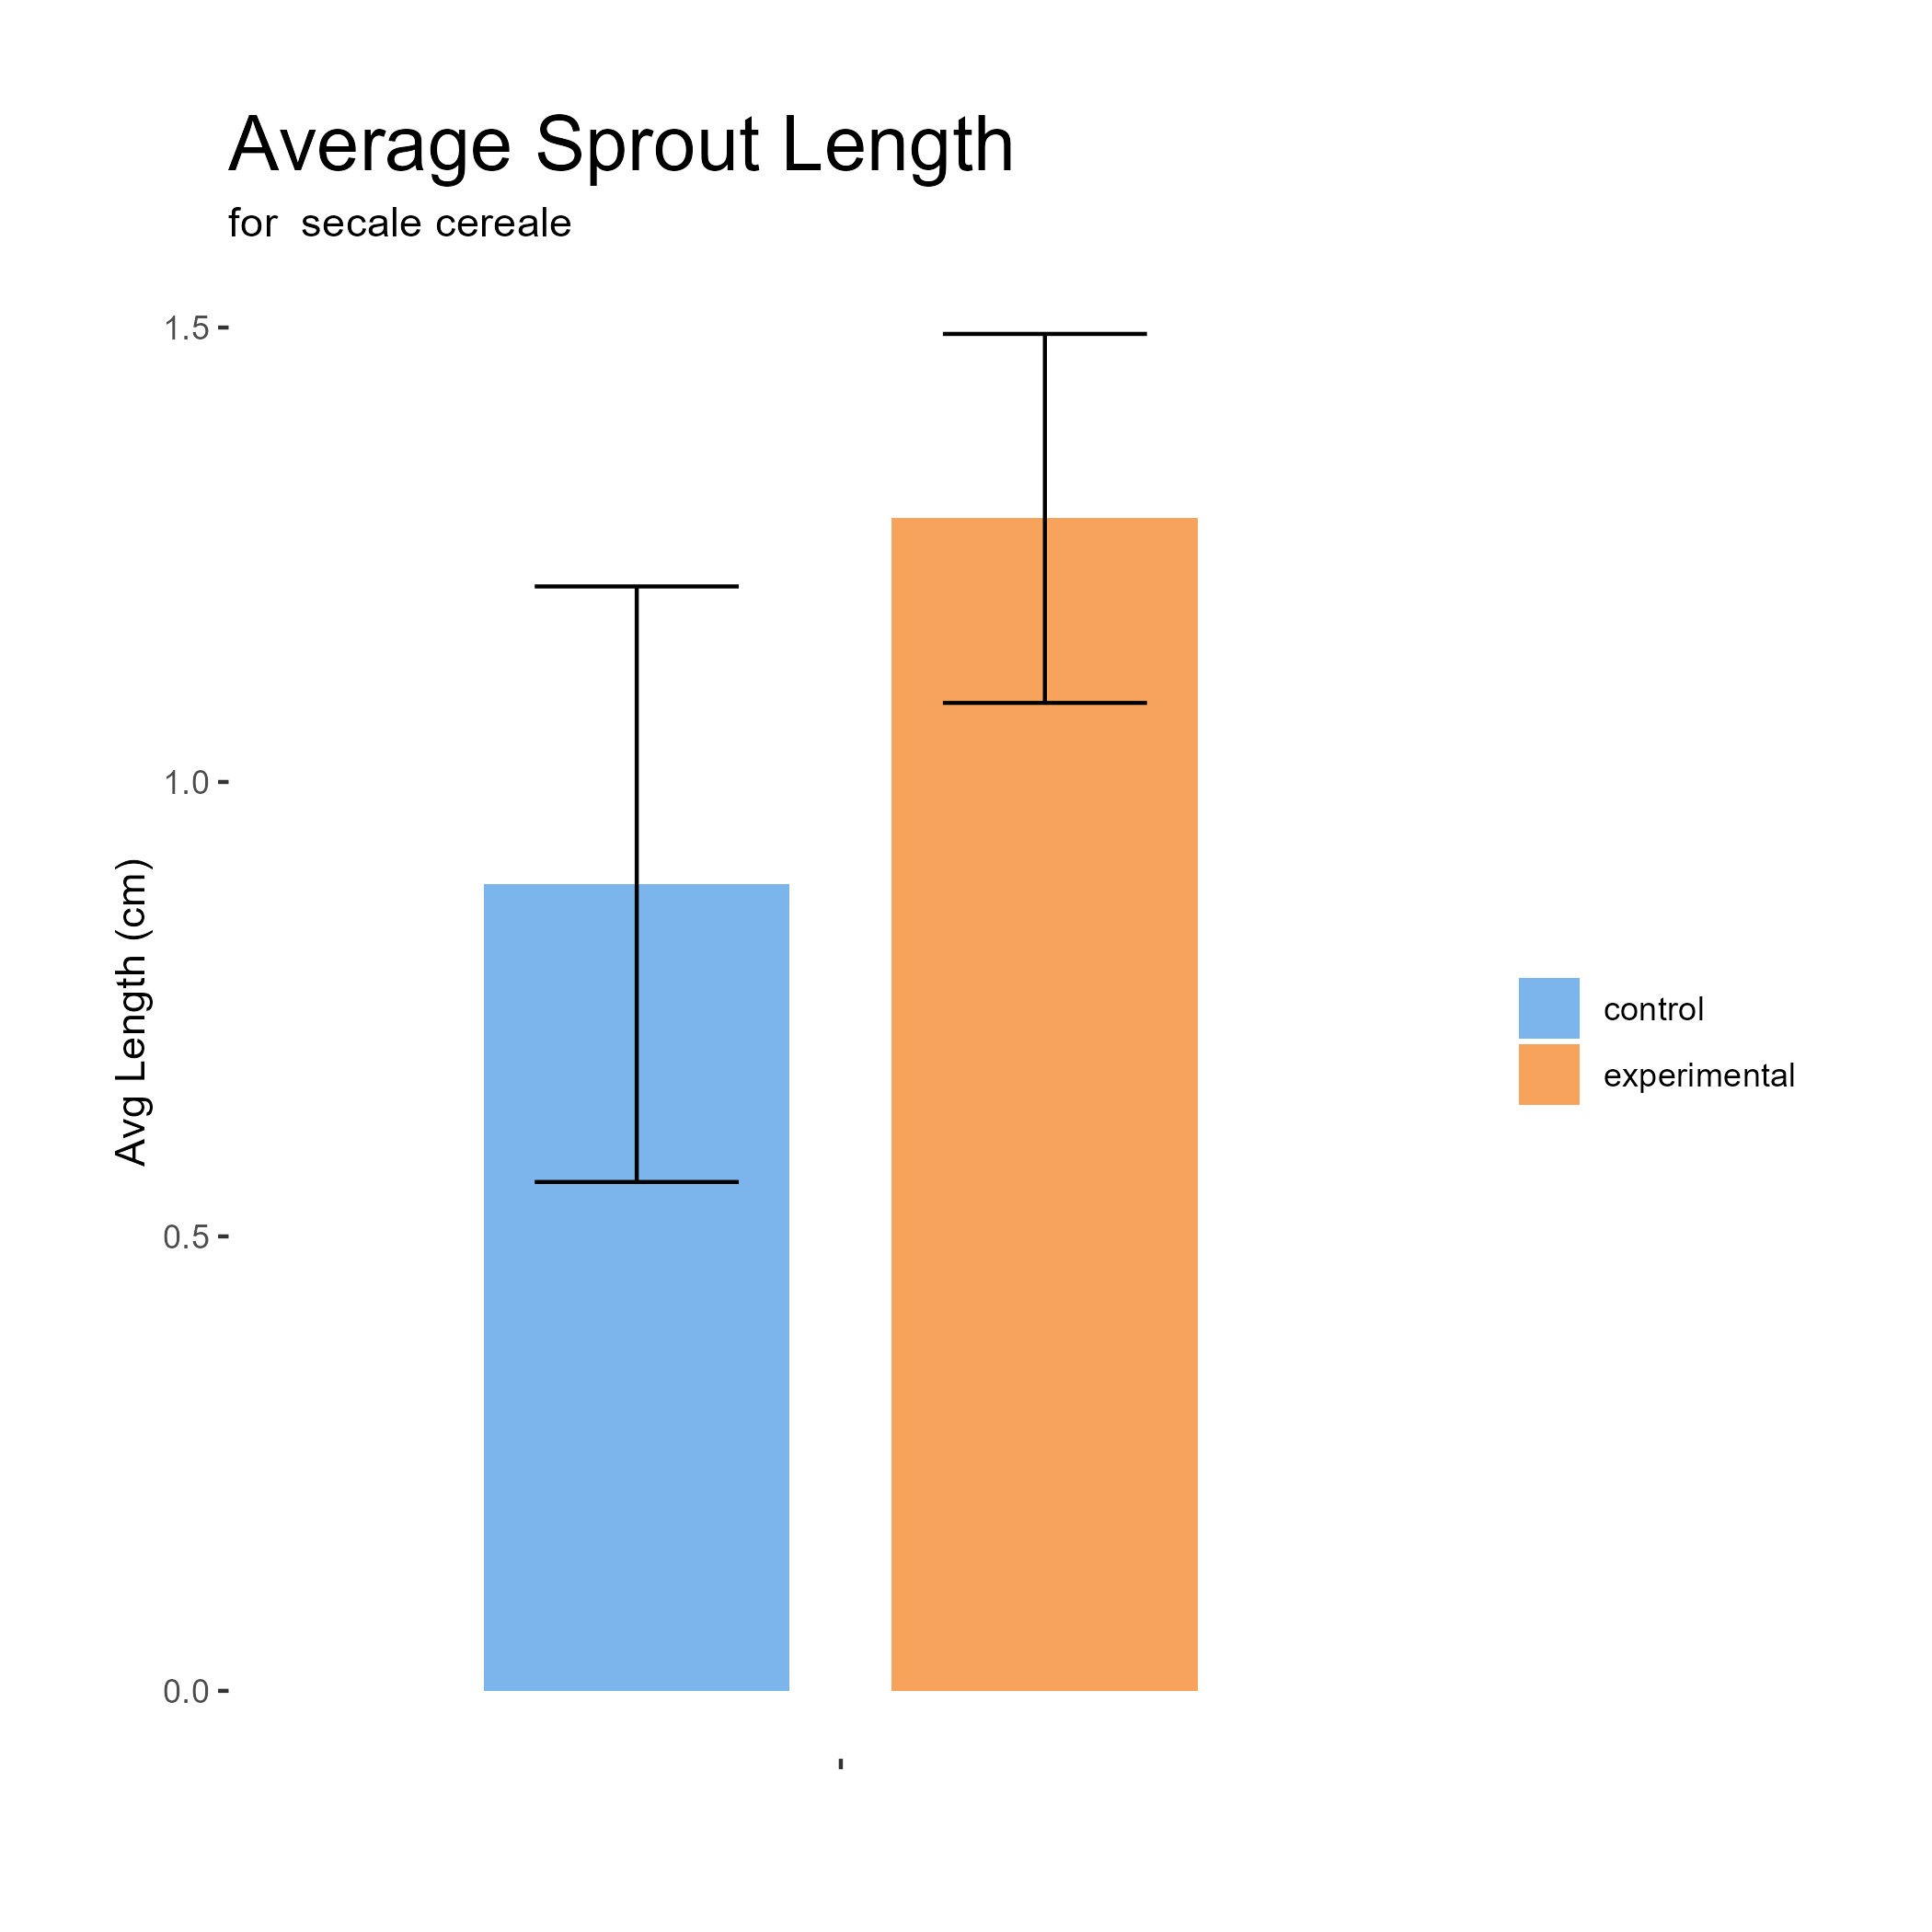 Average Sprout Length
for  secale cereale
1.5
1.0
0.5
0.0
Avg Length (cm)
control
experimental